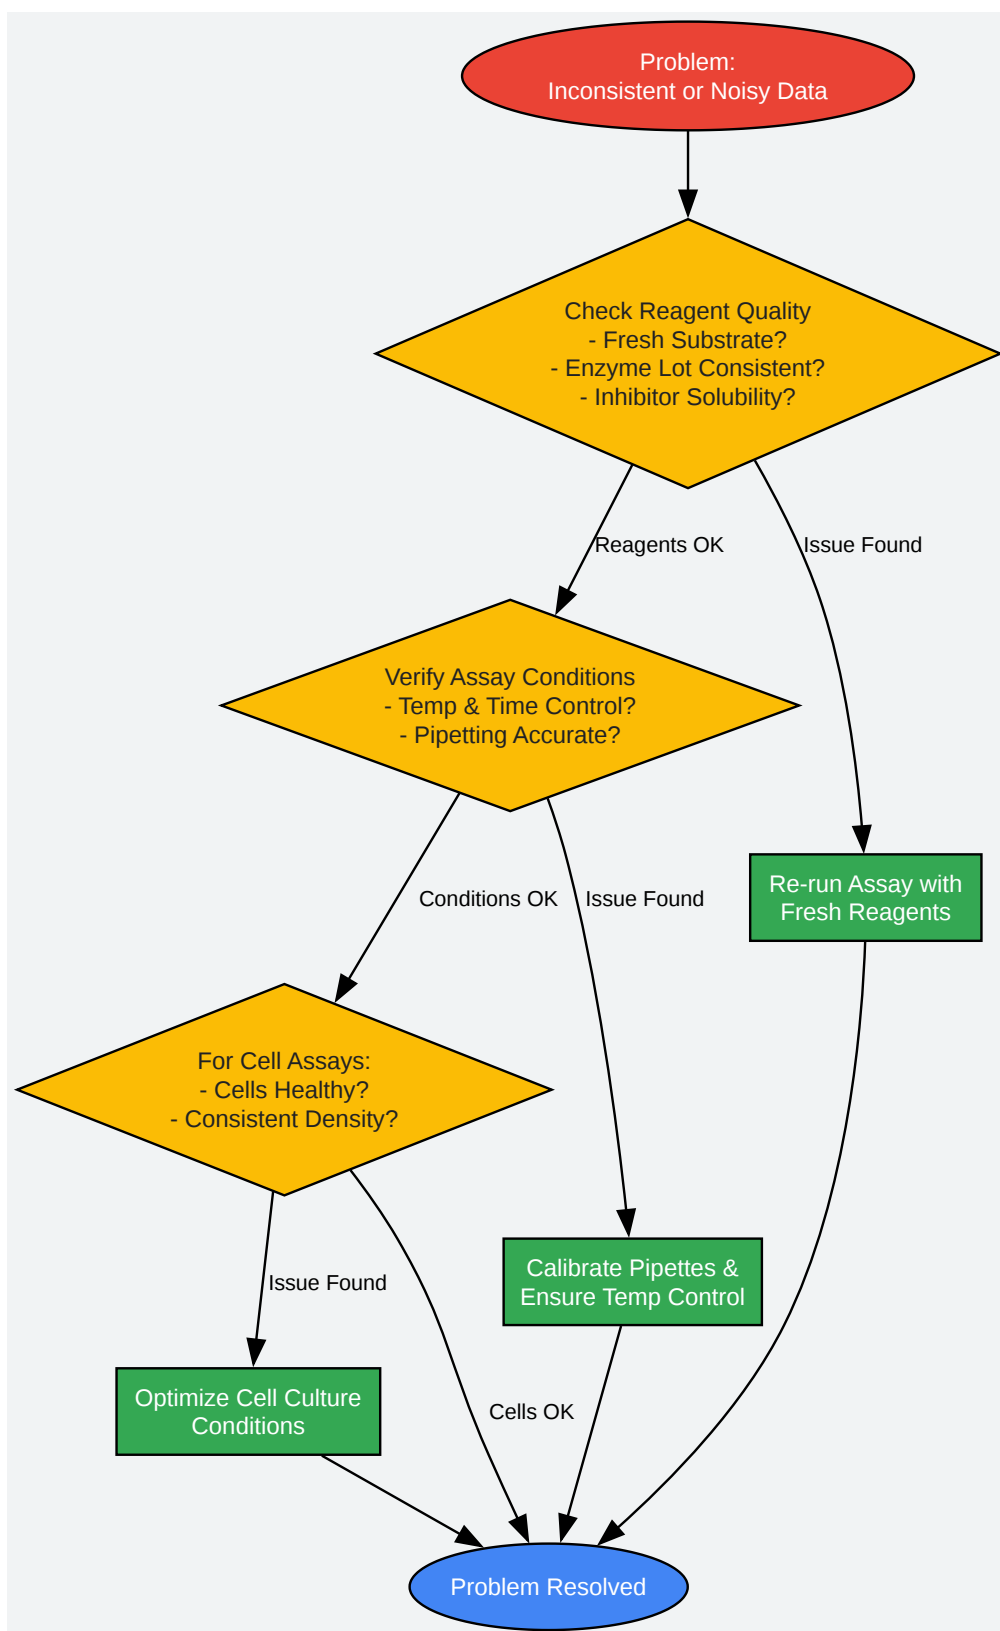 Problem:
Inconsistent or Noisy Data
Check Reagent Quality
- Fresh Substrate?
- Enzyme Lot Consistent?
- Inhibitor Solubility?
Reagents OK
Issue Found
Verify Assay Conditions
- Temp & Time Control?
- Pipetting Accurate?
Re-run Assay with
Fresh Reagents
Conditions OK
Issue Found
For Cell Assays:
- Cells Healthy?
- Consistent Density?
Calibrate Pipettes &
Ensure Temp Control
Issue Found
Optimize Cell Culture
Conditions
Cells OK
Problem Resolved